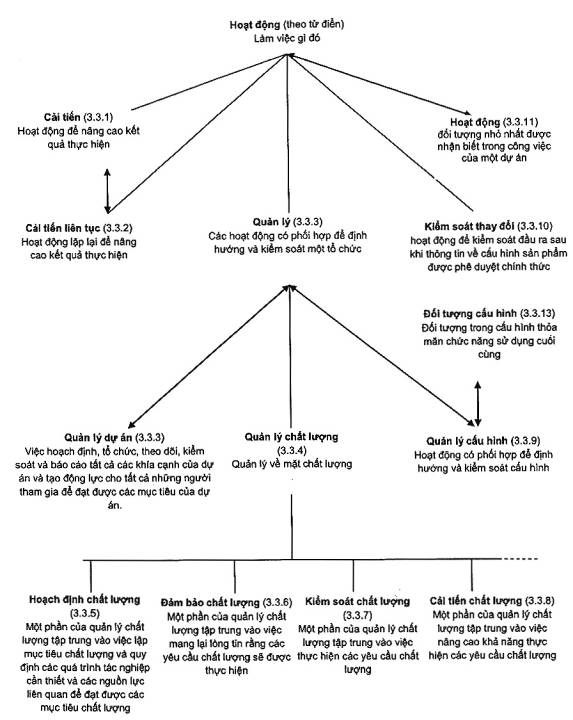 Hoạt động (theo từ điển)
Làm việc gì đó
Cải tiến (3.3.1)
Hoạt động để nâng cao kết
quả thực hiện
Hoạt động (3.3.11)
đối tượng nhỏ nhất được
nhận biết trong công việc
của một dự án
Cải tiến liên tục (3.3.2)
Hoạt động lặp lại để nâng
cao kết quả thực hiện
Quản lý (3.3.3)
Các hoạt động có phối hợp để định
hướng và kiểm soát một tổ chức
Kiểm soát thay đổi (3.3.10)
hoạt động để kiểm soát đầu ra sau
khi thông tin về cấu hình sản phẩm
được phê duyệt chính thức
Đối tượng cấu hình (3.3.13)
Đối tượng trong cấu hình thỏa
mãn chức năng sử dụng cuối
cùng
Quản lý dự án (3.3.3)
Việc hoạch định, tổ chức, theo dõi, kiểm
soát và báo cáo tất cả các khía cạnh của dự
án và tạo động lực cho tất cả những người
tham gia để đạt được các mục tiêu của dự
án.
Quản lý chất lượng
(3.3.4)
Quản lý về mặt chất lượng
Quản lý cấu hình (3.3.9)
Hoạt động có phối hợp để định
hướng và kiểm soát cấu hình
Hoạch định chất lượng
(3.3.5)
Một phần của quản lý chất
lượng tập trung vào việc lập
mục tiêu chất lượng và quy
định các quá trình tác nghiệp
cần thiết và các nguồn lực
liên quan để đạt được các
mục tiêu chất lượng
Đảm bảo chất lượng (3.3.6)
Một phần của quản lý chất
lượng tập trung vào việc
mang lại lòng tin rằng các
yêu cầu chất lượng sẽ được
thực hiện
Kiểm soát chất lượng
(3.3.7)
Một phần của quản lý chất
lượng tập trung vào việc
thực hiện các yêu cầu chất
lượng
Cải tiến chất lượng (3.3.8)
Một phần của quản lý chất
lượng tập trung vào việc
nâng cao khả năng thực
hiện các yêu cầu chất lượng